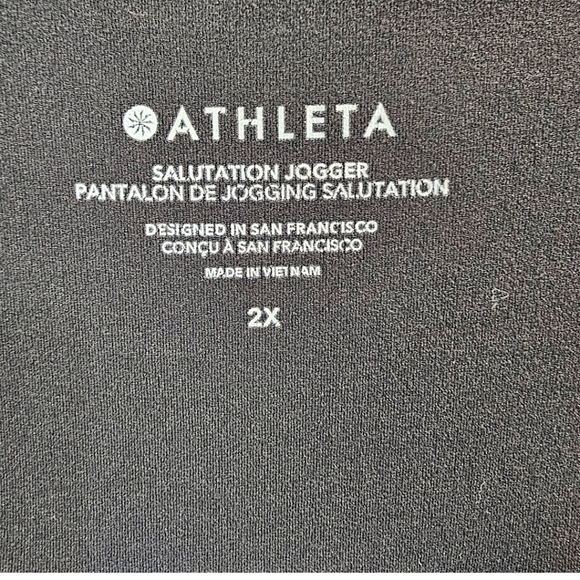 ATHLETA
SALUTATION JOGGER
PANTALON DE JOGGING SALUTATION
DESIGNED IN SAN FRANCISCO
CONÇU À SAN FRANCISCO
MADE IN VIETNAM
2X